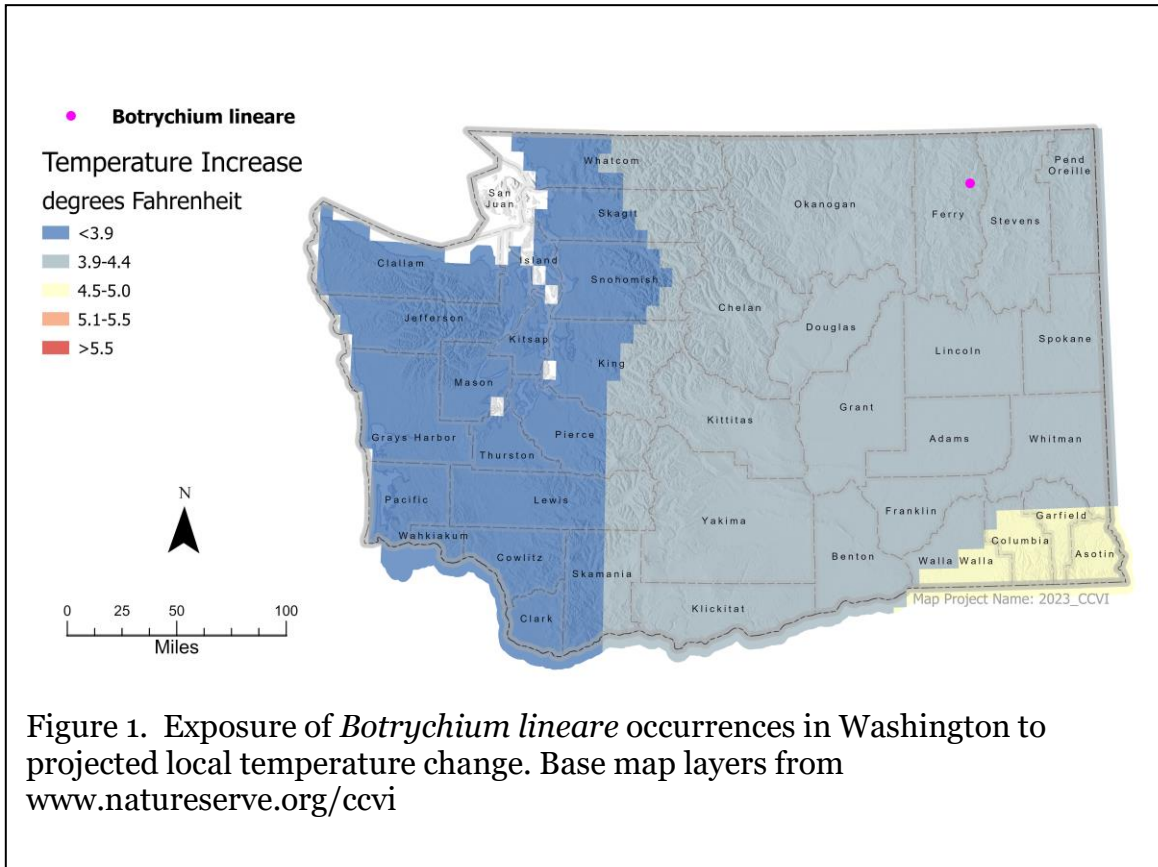 Botrychium lineare
Temperature Increase
degrees Fahrenheit
<3.9
3.9-4.4
4.5-5.0
5.1-5.5
>5.5
N
0 25 50 100
Miles
Whatcom
Pend
Oreille
San
Juan
Okanogan
Ferry
Stevens
Skagit
Island
Clallam
Snohomish
Chelan
Jefferson
Douglas
Kitsap
Lincoln
Spokane
King
Mason
Grant
Kittitas
Grays Harbor
Pierce
Adams
Whitman
Thurston
Pacific
Lewis
Yakima
Franklin
Garfield
Wahkiakum
Columbia
Cowlitz
Benton
Walla Walla
Asotin
Skamania
Map Project Name: 2023_CCVI
Klickitat
Clark
Figure 1. Exposure of Botrychium lineare occurrences in Washington to
projected local temperature change. Base map layers from
www.natureserve.org/ccvi